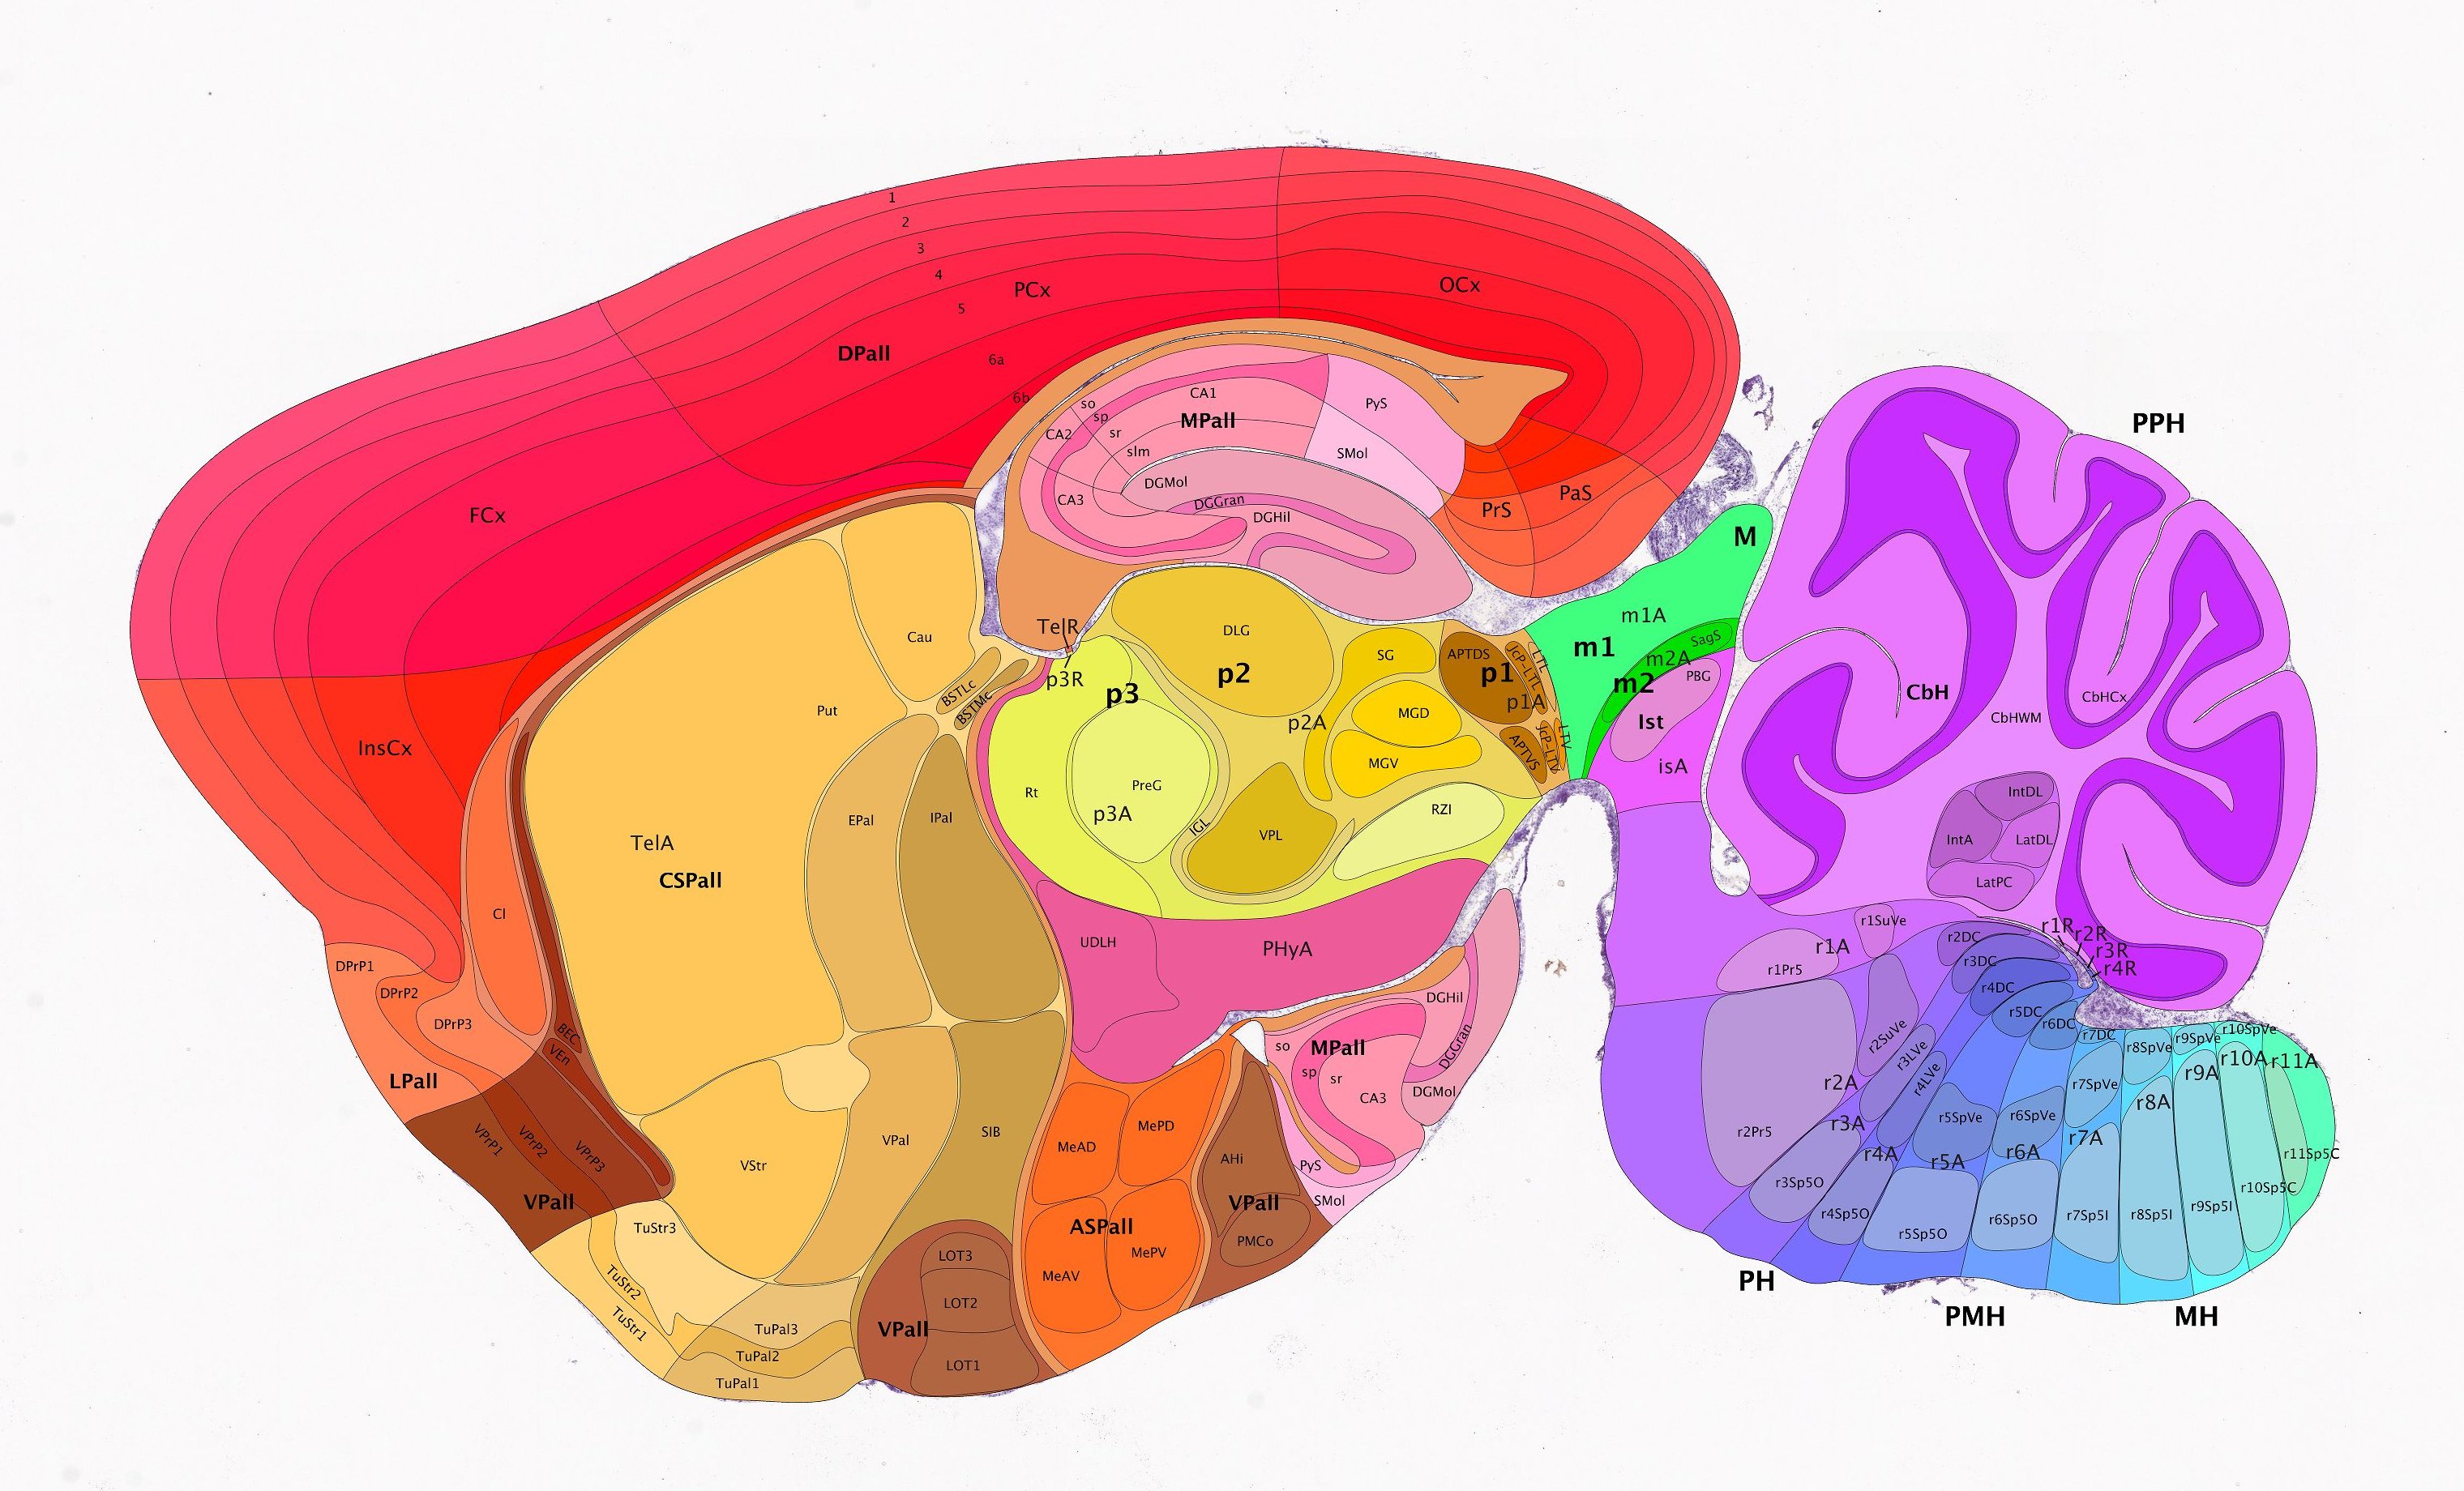 1
2
3
4
5
6a
6b
PCx
OCx
DPall
FCx
InsCx
CA1
MPall
CA2
so
sp
sr
slm
CA3
PyS
SMol
DGMol
DGGran
DGHil
PrS
PaS
PPH
M
m1A
m1
SagS
m2A
m2
PBG
Ist
isA
CbH
CbHWM
CbHCx
IntDL
IntA
LatDL
LatPC
TelR
p3R
p3
Cau
Put
BSTLc
BSTMc
DLG
p2
SG
p2A
MGD
MGV
APTDS
p1
JcP-LTL
LTL
p1A
APTVS
JcP-LTV
LTV
Rt
PreG
p3A
IGL
VPL
RZI
TelA
CSPall
EPal
IPal
Cl
UDLH
PHyA
DPrP1
DPrP2
DPrP3
LPall
BEC
VEn
VPrP1
VPrP2
VPrP3
VPall
VStr
VPal
SIB
TuStr3
TuStr2
TuStr1
TuPal3
TuPal2
TuPal1
LOT3
LOT2
LOT1
VPall
MeAD
MePD
ASPall
MeAV
MePV
AHi
VPall
PMCo
so
MPall
sp
sr
CA3
DGHil
DGGran
DGMol
PyS
SMol
r1SuVe
r1A
r1Pr5
r1R
r2R
r3R
r4R
r2DC
r3DC
r4DC
r5DC
r6DC
r7DC
r2SuVe
r3LVe
r4LVe
r2A
r2Pr5
r3A
r3Sp5O
r4A
r4Sp5O
r5SpVe
r5A
r5Sp5O
r6SpVe
r6A
r6Sp5O
r7SpVe
r7A
r7Sp5I
r8SpVe
r8A
r8Sp5I
r9SpVe
r9A
r9Sp5I
r10SpVe
r10A
r10Sp5C
r11A
r11Sp5C
PH
PMH
MH